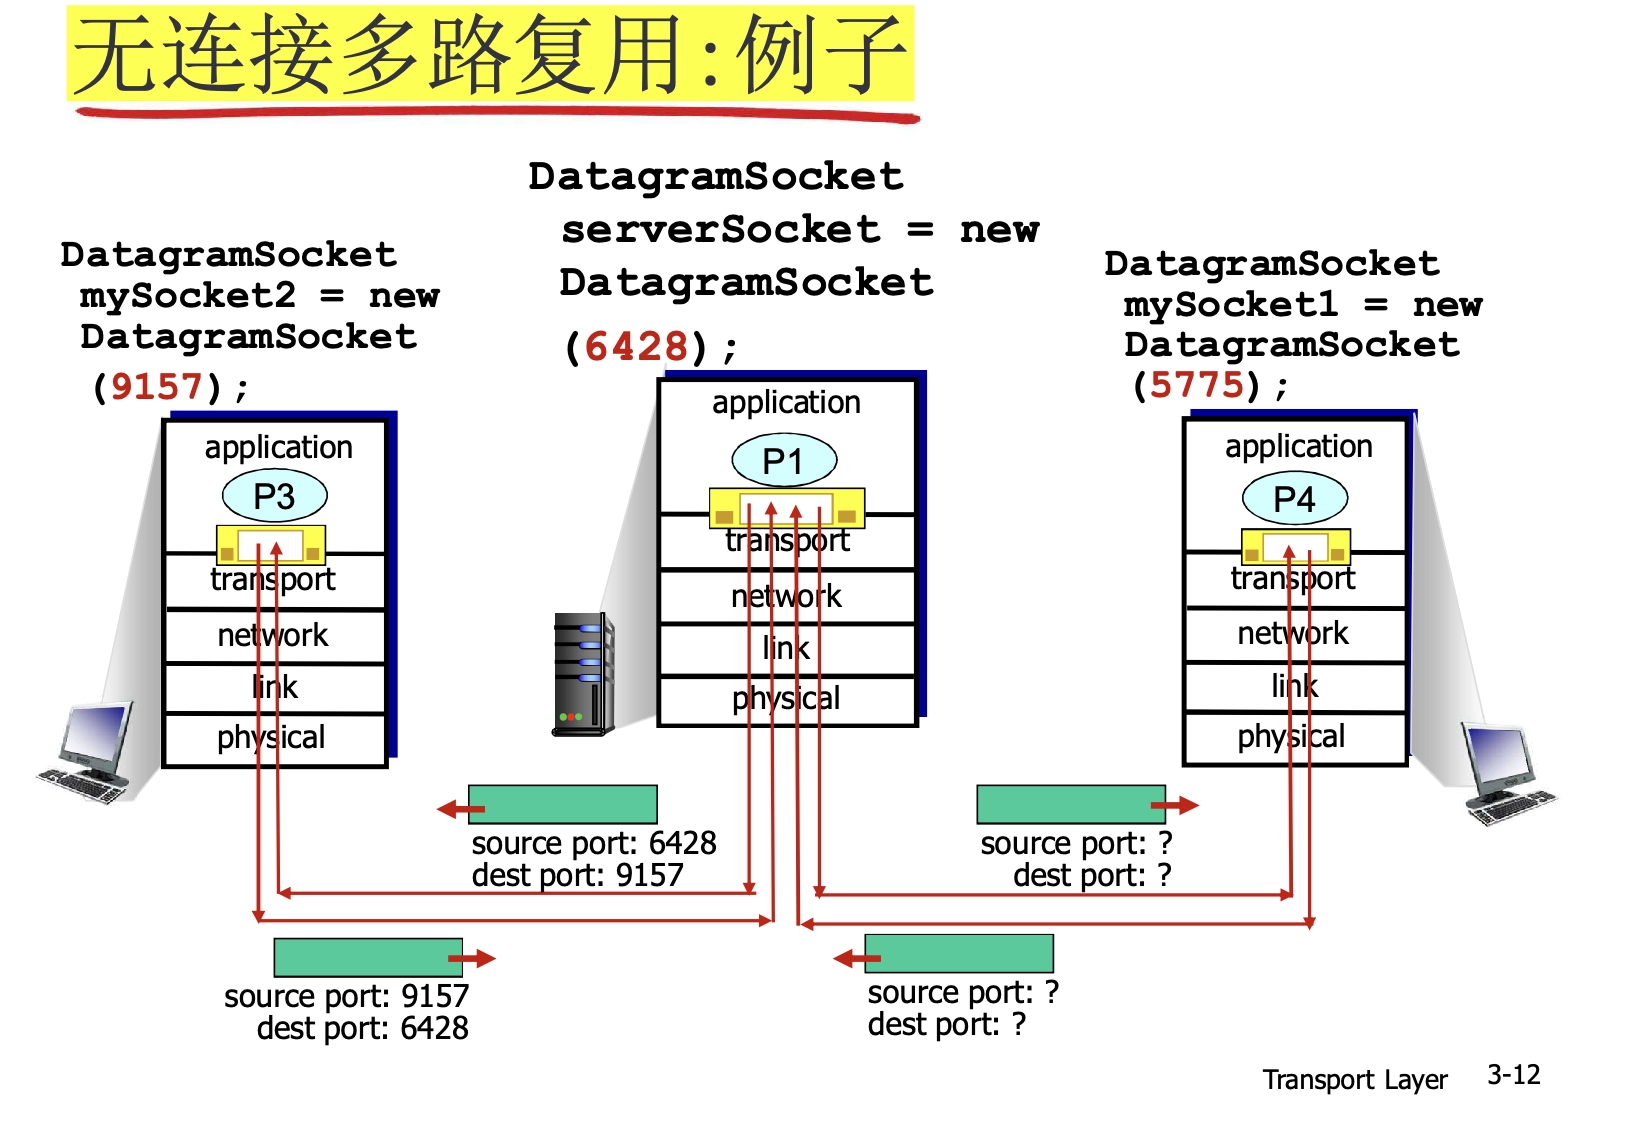 无连接多路复用:例子
DatagramSocket
mySocket2 = new
DatagramSocket
(9157);
DatagramSocket
serverSocket = new
DatagramSocket
(6428);
DatagramSocket
mySocket1 = new
DatagramSocket
(5775);
application
P3
transport
network
link
physical
application
P1
transport
network
link
physical
application
P4
transport
network
link
physical
source port: 6428
dest port: 9157
source port: ?
dest port: ?
source port: 9157
dest port: 6428
source port: ?
dest port: ?
Transport Layer 3-12